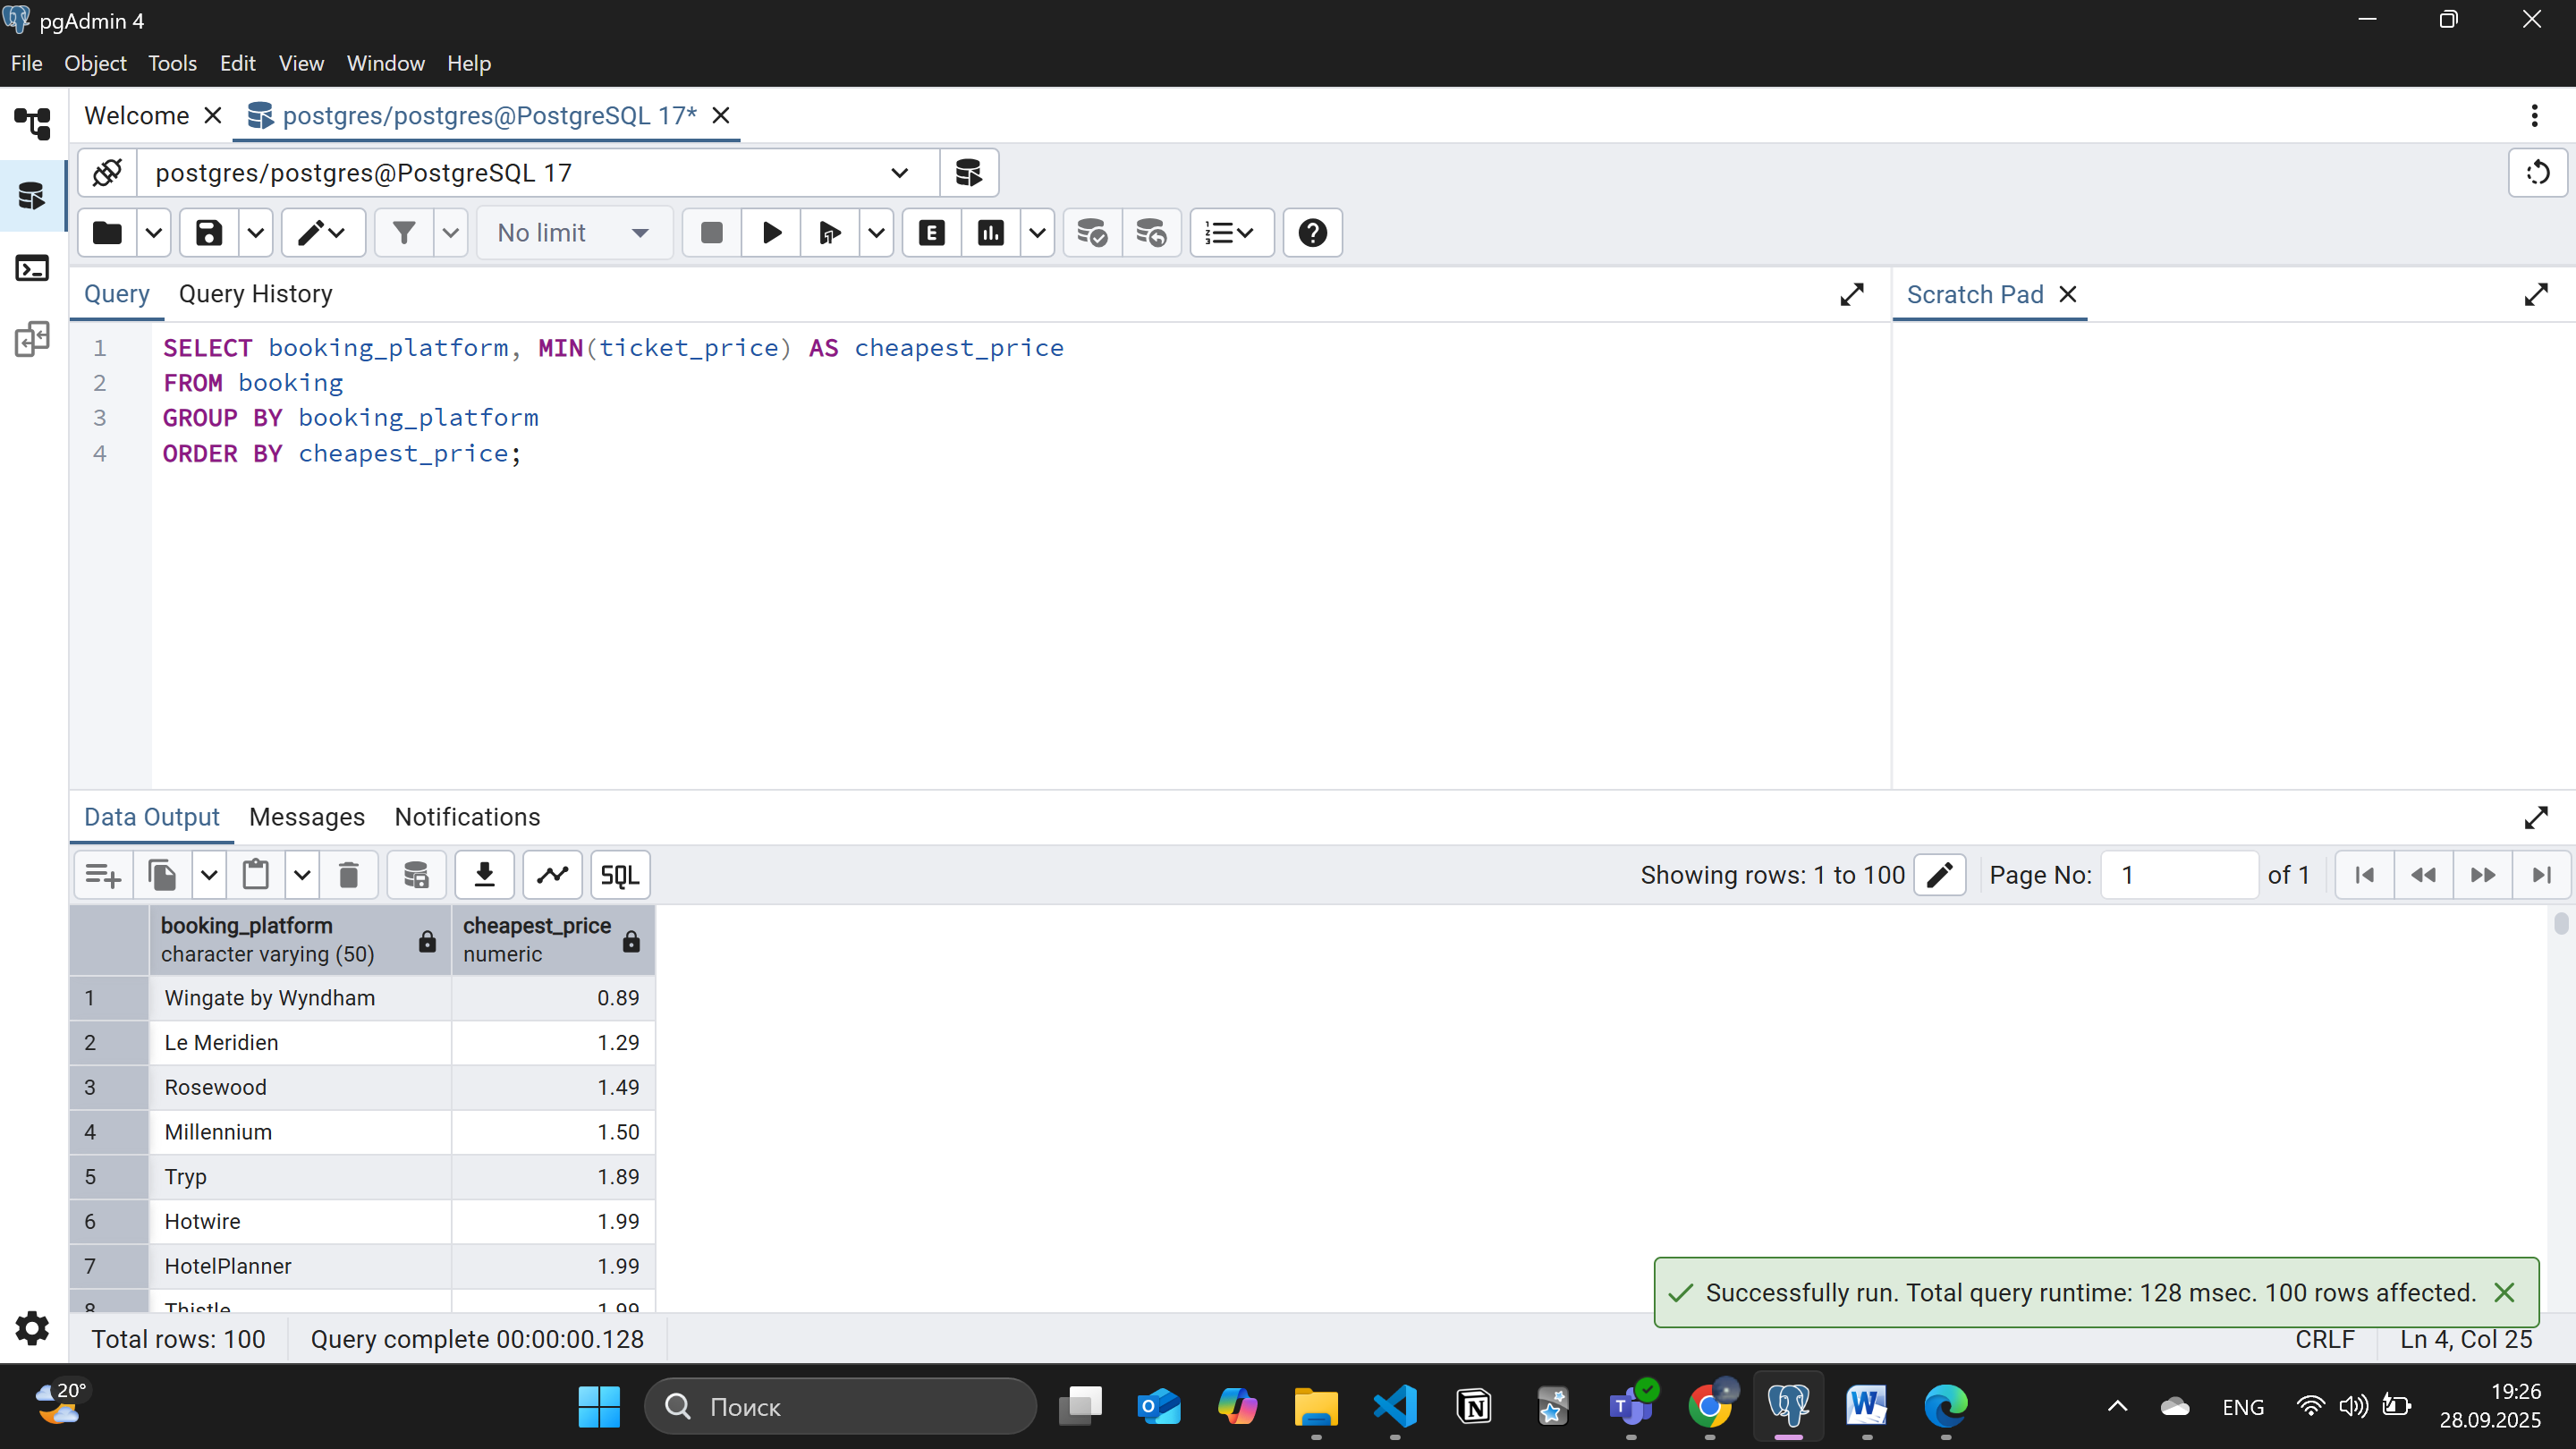 pgAdmin 4
File Object Tools Edit View Window Help
Welcome postgres/postgres@PostgreSQL 17*
postgres/postgres@PostgreSQL 17
No limit
E
Query Query History
Scratch Pad
1 SELECT booking_platform, MIN(ticket_price) AS cheapest_price
2 FROM booking
3 GROUP BY booking_platform
4 ORDER BY cheapest_price;
Data Output Messages Notifications
SQL Showing rows: 1 to 100 Page No: 1 of 1
booking_platform cheapest_price
character varying (50) numeric
1 Wingate by Wyndham 0.89
2 Le Meridien 1.29
3 Rosewood 1.49
4 Millennium 1.50
5 Tryp 1.89
6 Hotwire 1.99
7 HotelPlanner 1.99
8 Thistle 1.99
Successfully run. Total query runtime: 128 msec. 100 rows affected.
Total rows: 100 Query complete 00:00:00.128 CRLF Ln 4, Col 25
20° Поиск ENG 19:26
28.09.2025